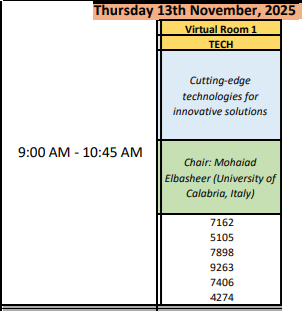 Thursday 13th November, 2025
Virtual Room 1
TECH
Cutting-edge
technologies for
innovative solutions
9:00 AM - 10:45 AM
Chair: Mohaiad
Elbasheer (University of
Calabria, Italy)
7162
5105
7898
9263
7406
4274